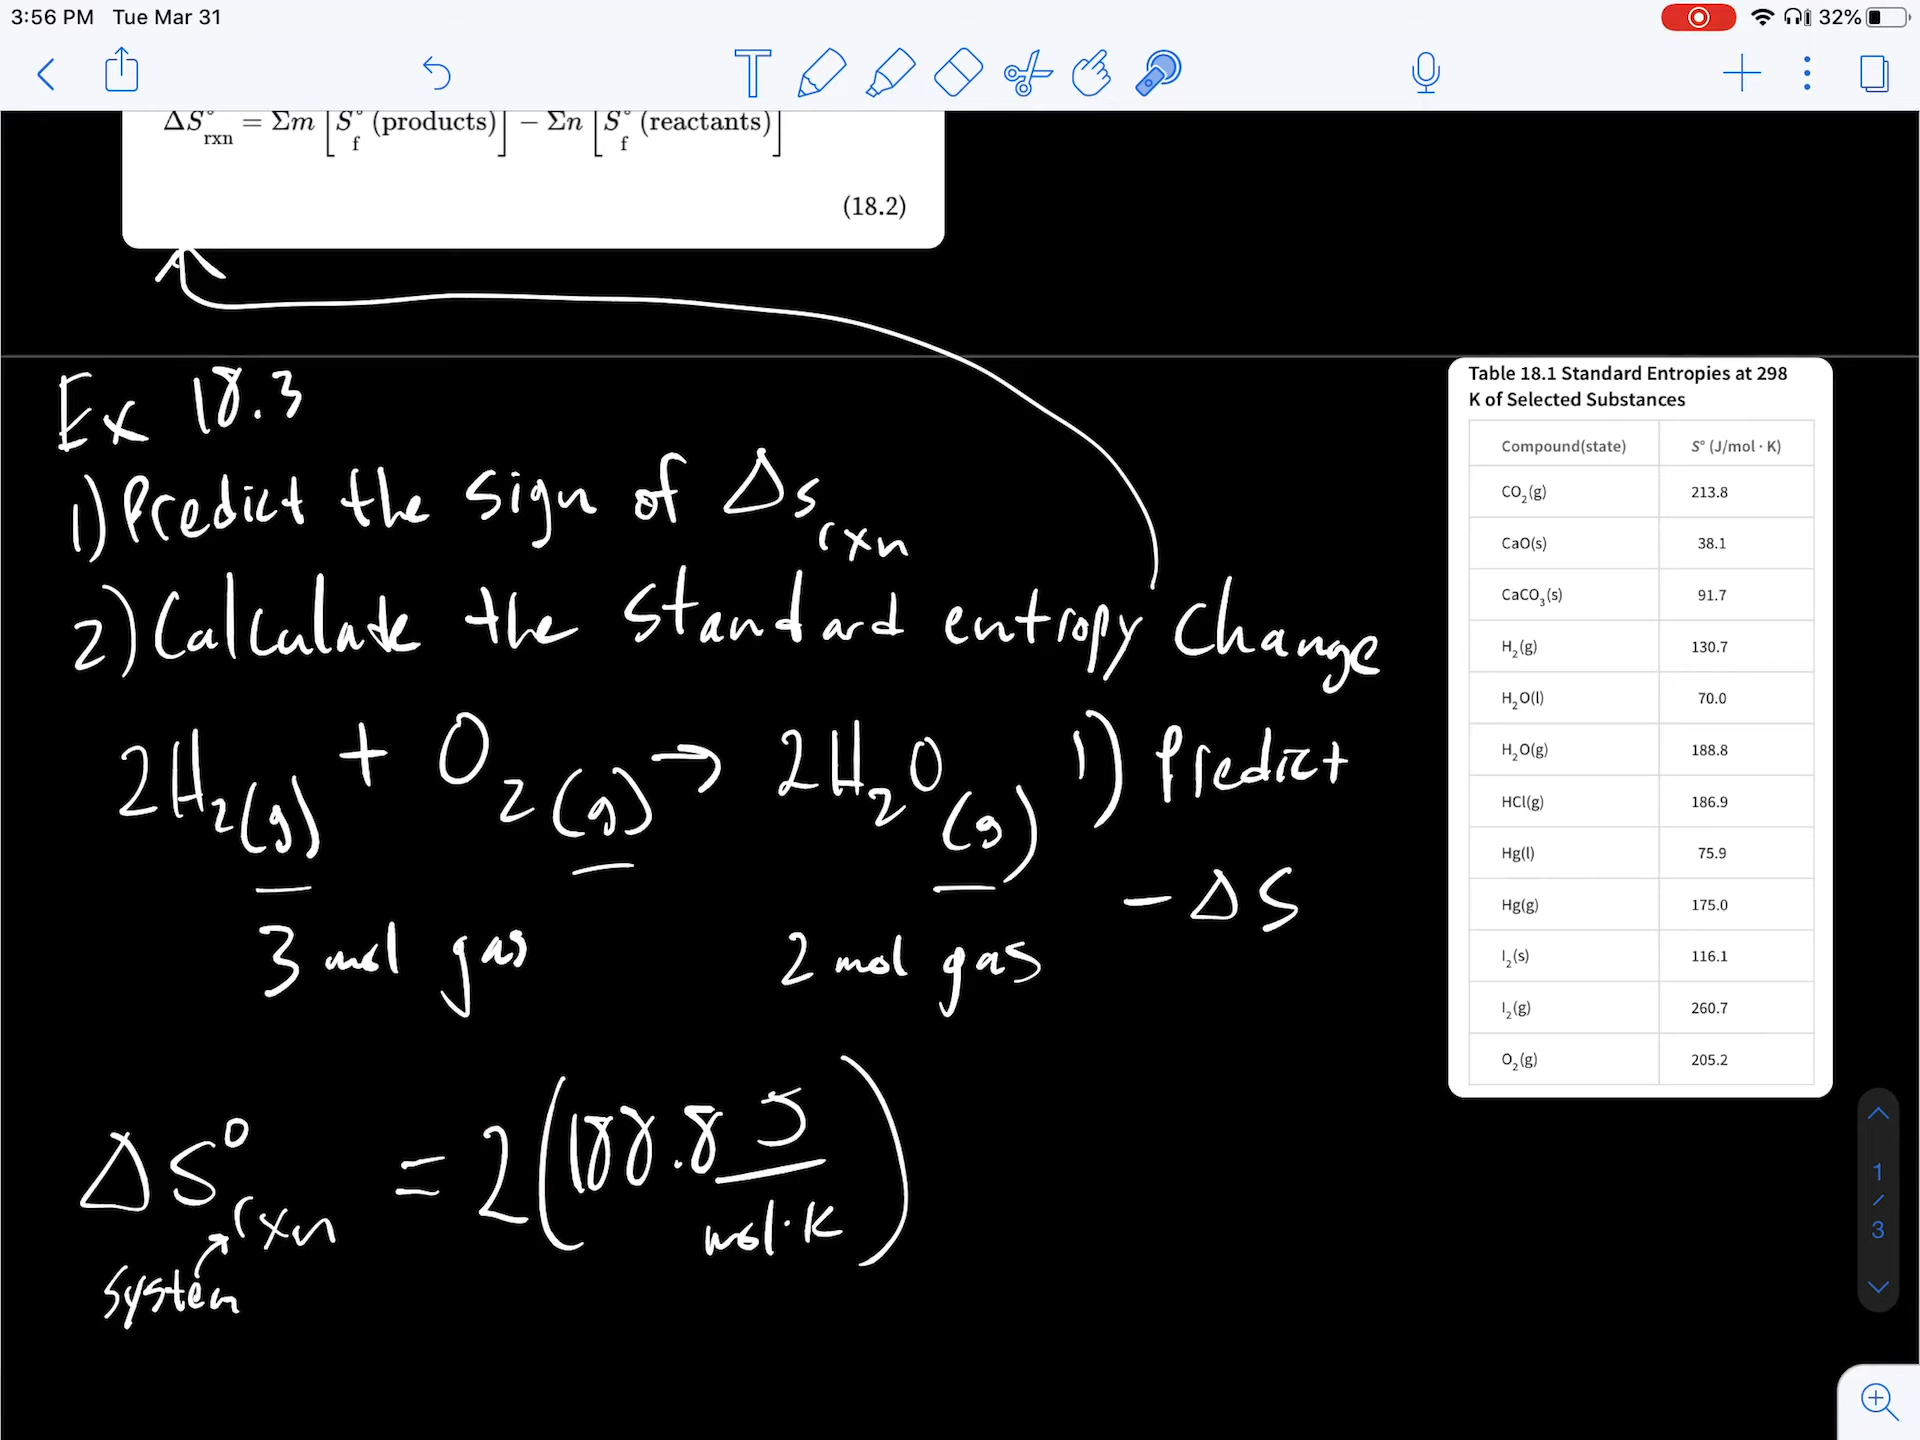 3:56 PM Tue Mar 31
32%
ΔS°rxn = Σm [S°f (products)] − Σn [S°f (reactants)]
(18.2)
Ex 18.3
1) Predict the sign of ΔSrxn
2) Calculate the standard entropy change
2H₂(g) + O₂(g) → 2H₂O(g) 1) Predict
− ΔS
3 mol gas 2 mol gas
ΔS°rxn = 2(188.8 J/mol·K)
System
Table 18.1 Standard Entropies at 298
K of Selected Substances
Compound(state) S° (J/mol · K)
CO₂(g) 213.8
CaO(s) 38.1
CaCO₃(s) 91.7
H₂(g) 130.7
H₂O(l) 70.0
H₂O(g) 188.8
HCl(g) 186.9
Hg(l) 75.9
Hg(g) 175.0
I₂(s) 116.1
I₂(g) 260.7
O₂(g) 205.2
1
/
3